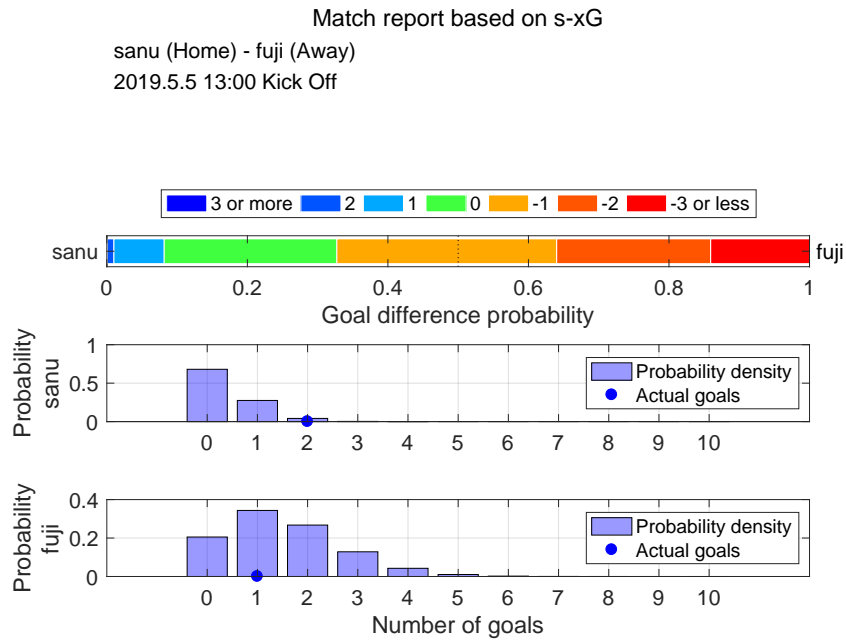 Match report based on s-xG
sanu (Home) - fuji (Away)
2019.5.5 13:00 Kick Off
3 or more 2 1 0 -1 -2 -3 or less
sanu fuji
0 0.2 0.4 0.6 0.8 1
Goal difference probability
Probability
sanu
1
0.5
0
Probability density
Actual goals
0 1 2 3 4 5 6 7 8 9 10
Probability
fuji
0.4
0.2
0
Probability density
Actual goals
0 1 2 3 4 5 6 7 8 9 10
Number of goals